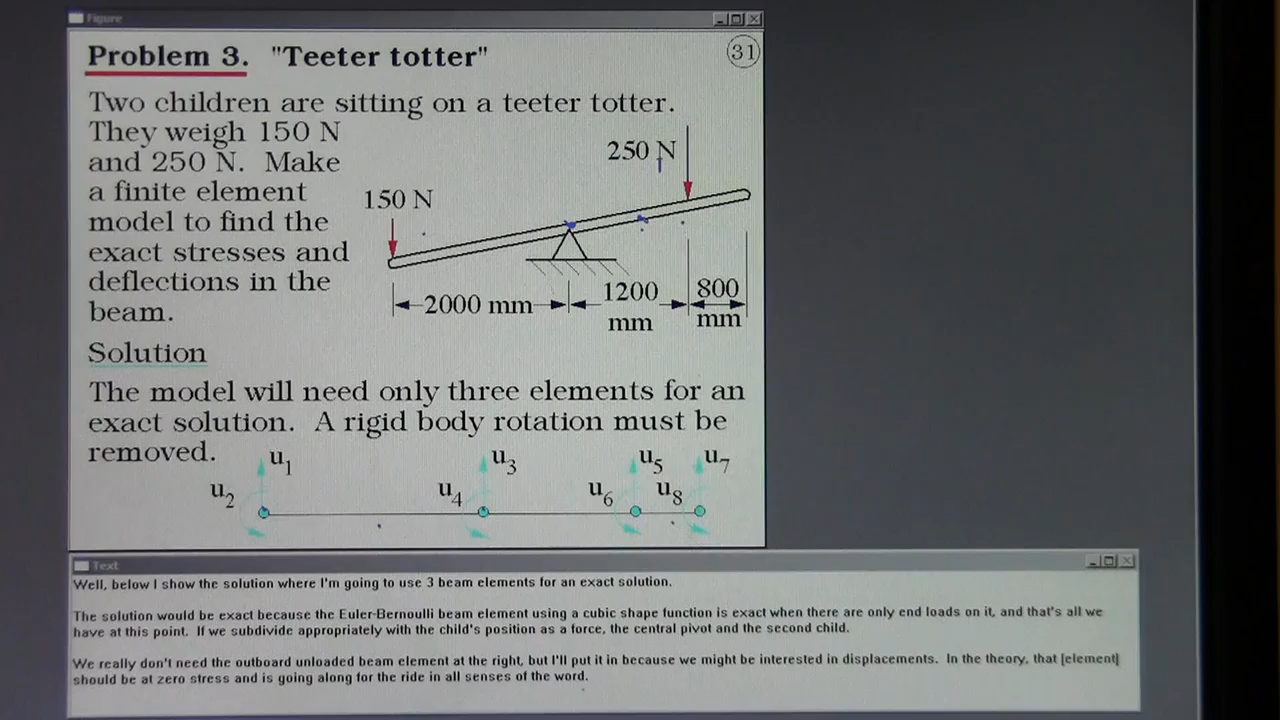 Figure
Problem 3. "Teeter totter"
31
Two children are sitting on a teeter totter.
They weigh 150 N
and 250 N. Make
a finite element
model to find the
exact stresses and
deflections in the
beam.
250 N
150 N
2000 mm
1200
mm
800
mm
Solution
The model will need only three elements for an
exact solution. A rigid body rotation must be
removed.
u1
u3
u5
u7
u2
u4
u6
u8
Text
Well, below I show the solution where I'm going to use 3 beam elements for an exact solution.
The solution would be exact because the Euler-Bernoulli beam element using a cubic shape function is exact when there are only end loads on it, and that's all we
have at this point. If we subdivide appropriately with the child's position as a force, the central pivot and the second child.
We really don't need the outboard unloaded beam element at the right, but I'll put it in because we might be interested in displacements. In the theory, that [element]
should be at zero stress and is going along for the ride in all senses of the word.